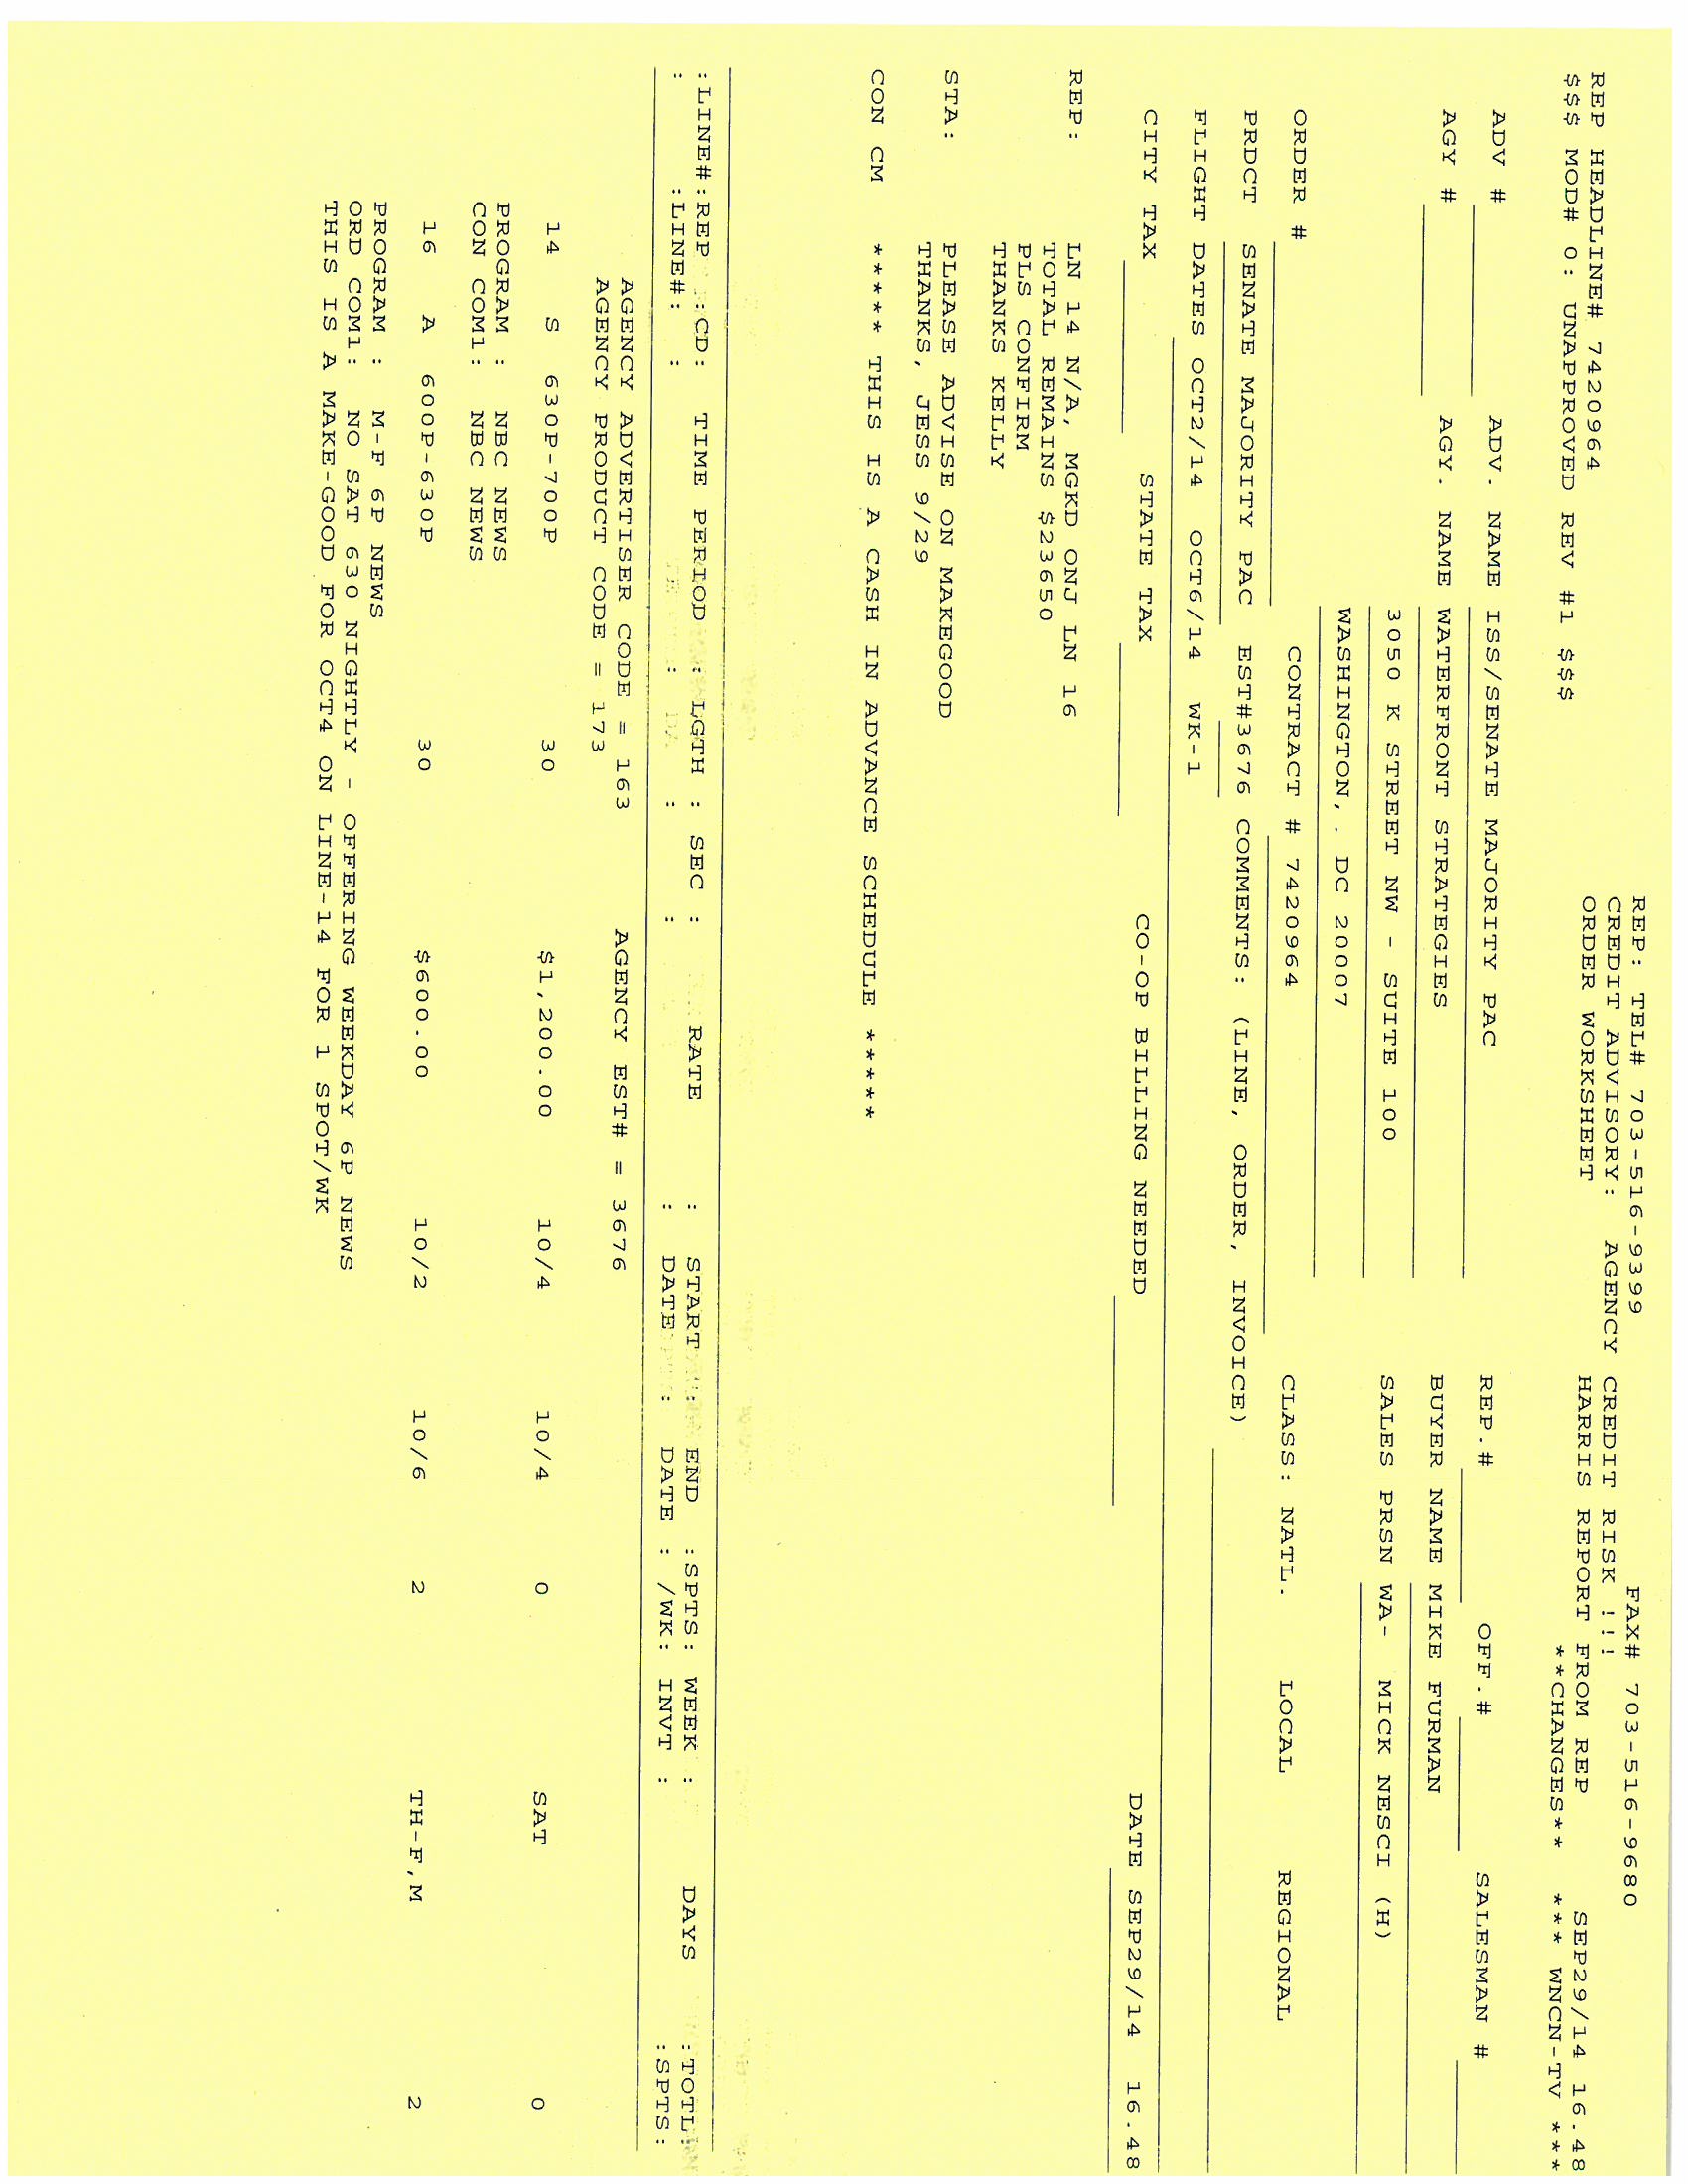 REP: TEL# 703-516-9399 FAX# 703-516-9680
CREDIT ADVISORY: AGENCY CREDIT RISK !!!
ORDER WORKSHEET HARRIS REPORT FROM REP SEP29/14 16.48
REP HEADLINE# 7420964 **CHANGES** *** WNCN-TV ***
$$$ MOD# 0: UNAPPROVED REV #1 $$$
ADV # ADV. NAME ISS/SENATE MAJORITY PAC REP.# OFF.# SALESMAN #
AGY # AGY. NAME WATERFRONT STRATEGIES BUYER NAME MIKE FURMAN
3050 K STREET NW - SUITE 100 SALES PRSN WA- MICK NESCI (H)
WASHINGTON,. DC 20007
ORDER # CONTRACT # 7420964 CLASS: NATL. LOCAL REGIONAL
PRDCT SENATE MAJORITY PAC EST#3676 COMMENTS: (LINE, ORDER, INVOICE)
FLIGHT DATES OCT2/14 OCT6/14 WK-1
CITY TAX STATE TAX CO-OP BILLING NEEDED DATE SEP29/14 16.48
REP: LN 14 N/A, MGKD ONJ LN 16
TOTAL REMAINS $23650
PLS CONFIRM
THANKS KELLY
STA: PLEASE ADVISE ON MAKEGOOD
THANKS, JESS 9/29
CON CM ***** THIS IS A CASH IN ADVANCE SCHEDULE *****
:LINE#:REP :CD: TIME PERIOD : LGTH : SEC : RATE : START : END :SPTS: WEEK : DAYS :TOTL:
: :LINE#: : : : : : DATE : DATE : /WK: INVT : :SPTS:
AGENCY ADVERTISER CODE = 163 AGENCY EST# = 3676
AGENCY PRODUCT CODE = 173
14 S 630P-700P 30 $1,200.00 10/4 10/4 0 SAT 0
PROGRAM : NBC NEWS
CON COM1: NBC NEWS
16 A 600P-630P 30 $600.00 10/2 10/6 2 TH-F,M 2
PROGRAM : M-F 6P NEWS
ORD COM1: NO SAT 630 NIGHTLY - OFFERING WEEKDAY 6P NEWS
THIS IS A MAKE-GOOD FOR OCT4 ON LINE-14 FOR 1 SPOT/WK